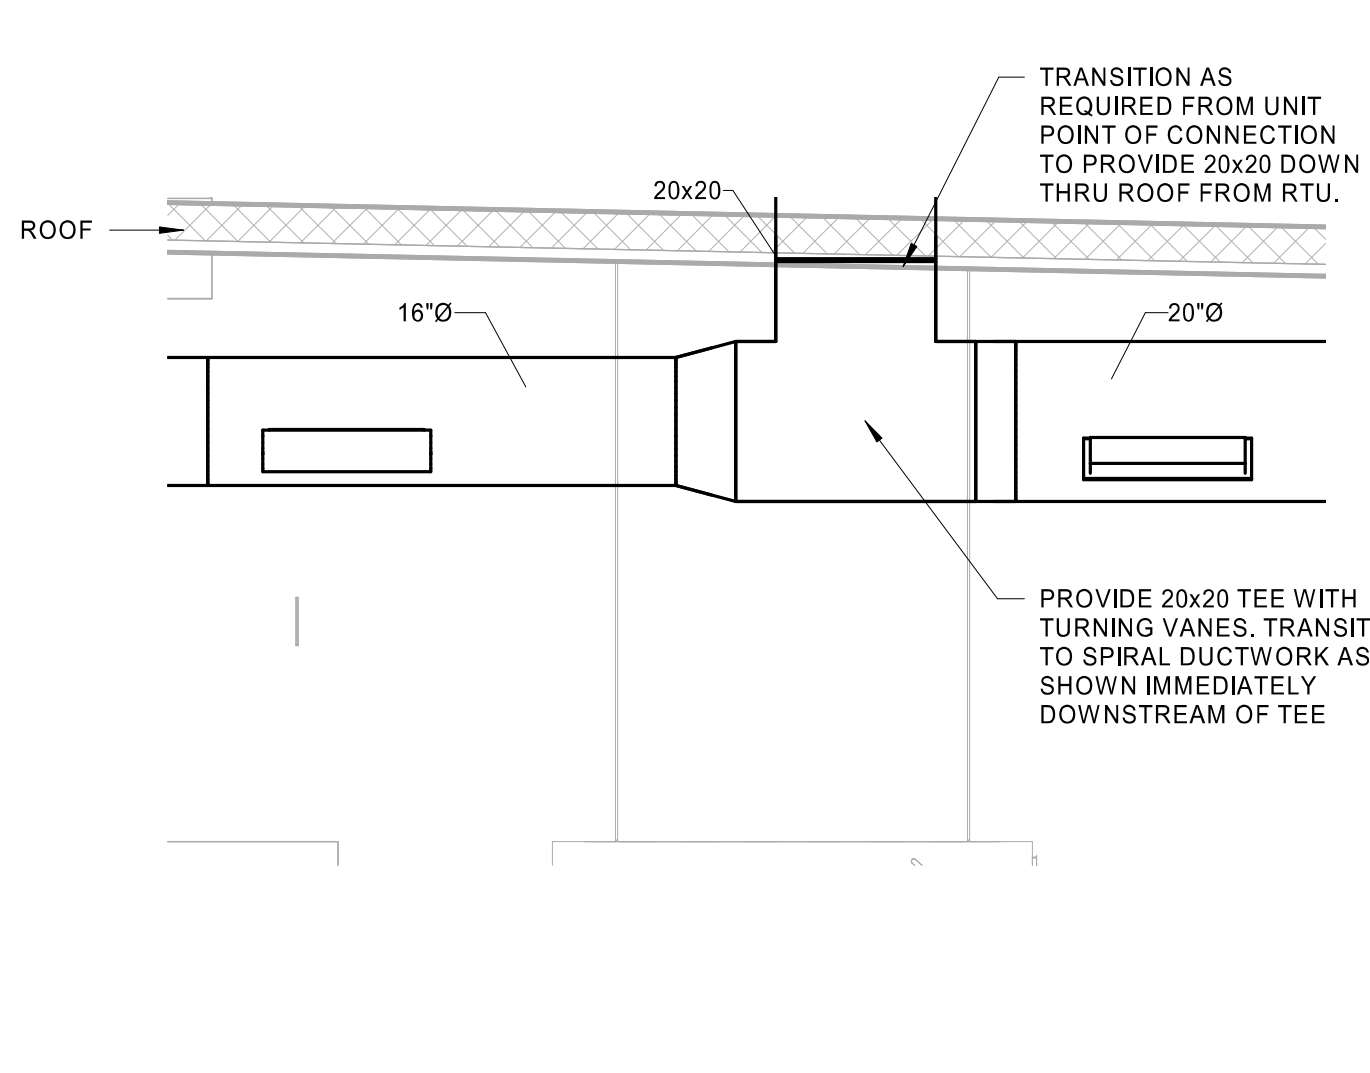 TRANSITION AS
REQUIRED FROM UNIT
POINT OF CONNECTION
TO PROVIDE 20x20 DOWN
THRU ROOF FROM RTU.
20x20
ROOF
16"Ø
20"Ø
PROVIDE 20x20 TEE WITH
TURNING VANES. TRANSIT
TO SPIRAL DUCTWORK AS
SHOWN IMMEDIATELY
DOWNSTREAM OF TEE